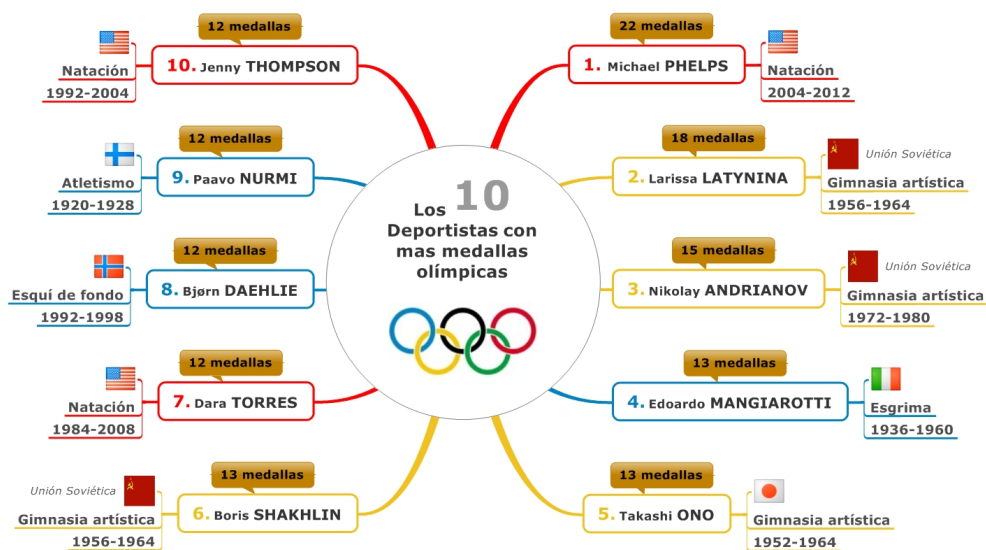 Los 10
Deportistas con
mas medallas
olímpicas
22 medallas
1. Michael PHELPS
Natación
2004-2012
18 medallas
2. Larissa LATYNINA
Unión Soviética
Gimnasia artística
1956-1964
15 medallas
3. Nikolay ANDRIANOV
Unión Soviética
Gimnasia artística
1972-1980
13 medallas
4. Edoardo MANGIAROTTI
Esgrima
1936-1960
13 medallas
5. Takashi ONO
Gimnasia artística
1952-1964
13 medallas
6. Boris SHAKHLIN
Unión Soviética
Gimnasia artística
1956-1964
12 medallas
7. Dara TORRES
Natación
1984-2008
12 medallas
8. Bjørn DAEHLIE
Esquí de fondo
1992-1998
12 medallas
9. Paavo NURMI
Atletismo
1920-1928
12 medallas
10. Jenny THOMPSON
Natación
1992-2004